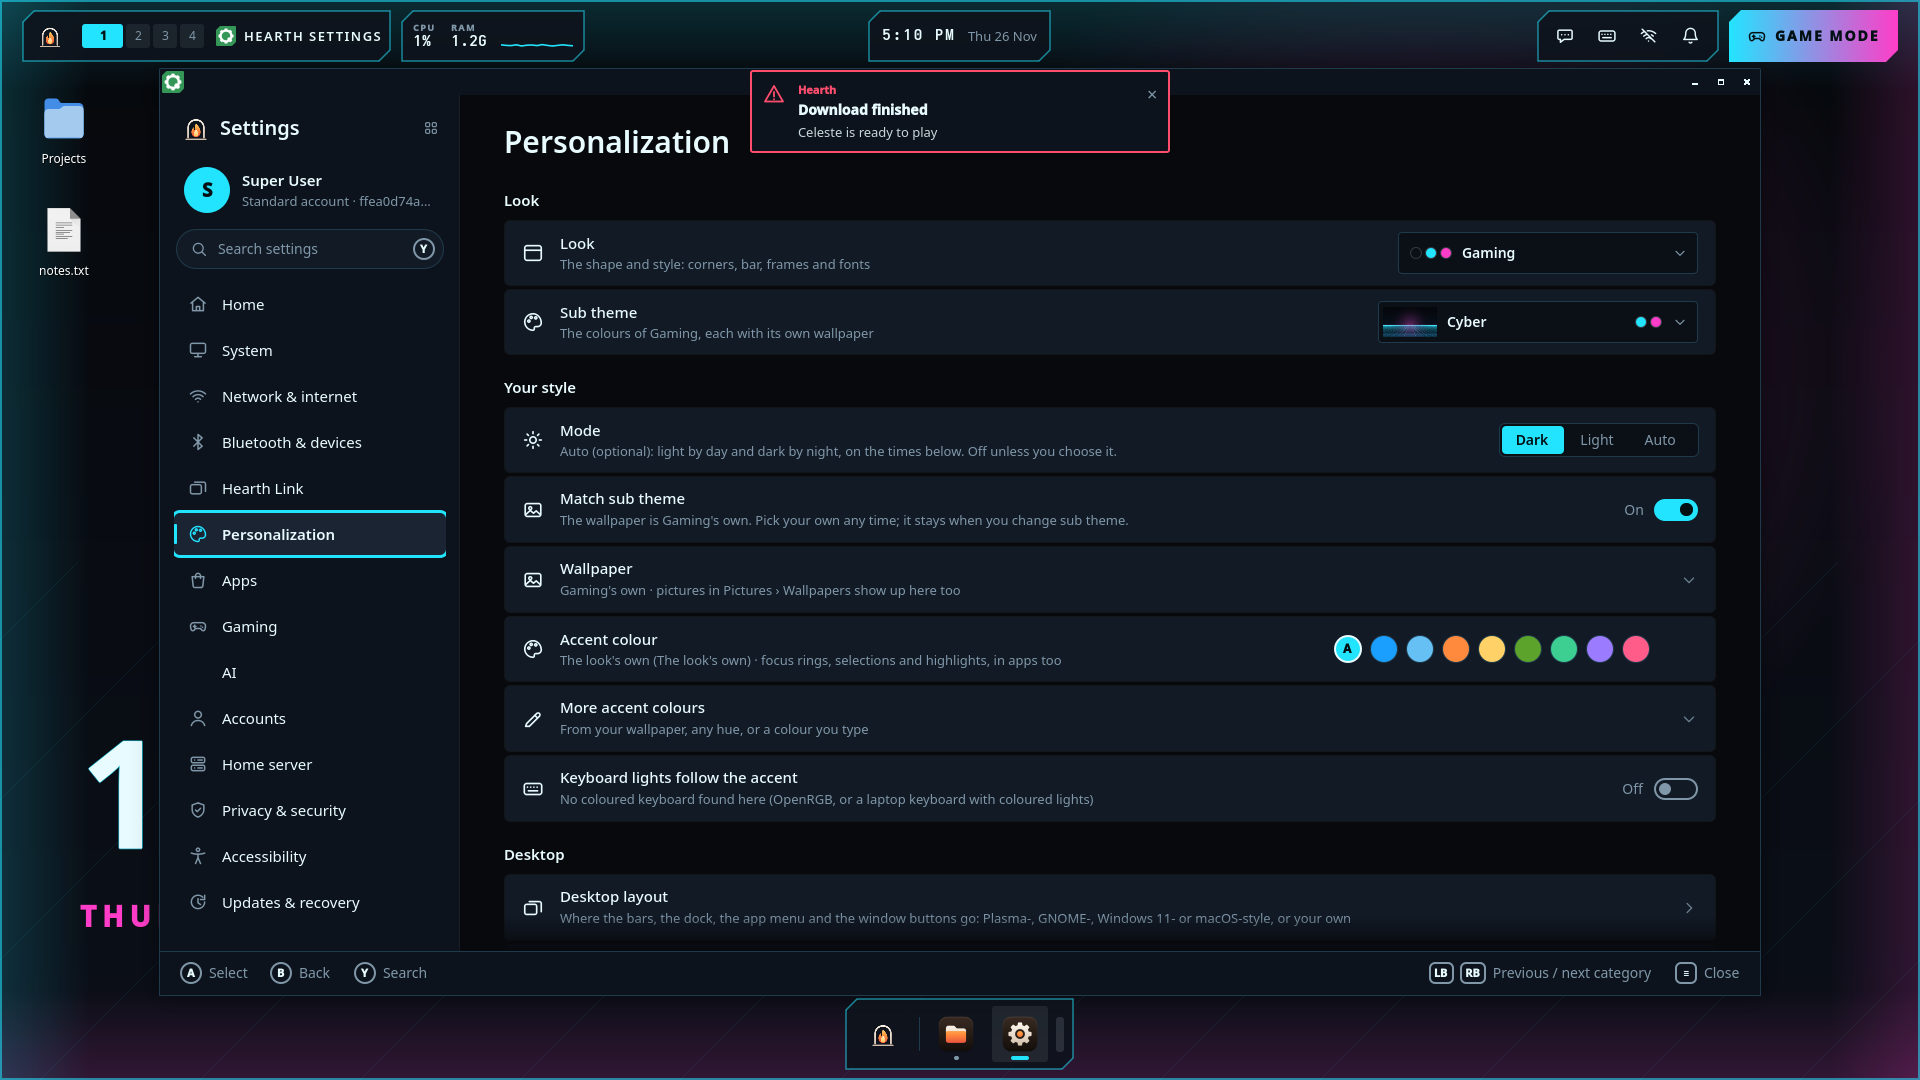 1 2 3 4
HEARTH SETTINGS
CPU RAM
1% 1.2G
5:10 PM Thu 26 Nov
GAME MODE
Projects
notes.txt
THU
Hearth
Download finished
Celeste is ready to play
Settings
S
Super User
Standard account · ffea0d74a...
Search settings Y
Home
System
Network & internet
Bluetooth & devices
Hearth Link
Personalization
Apps
Gaming
AI
Accounts
Home server
Privacy & security
Accessibility
Updates & recovery
Personalization
Look
Look
The shape and style: corners, bar, frames and fonts
Gaming
Sub theme
The colours of Gaming, each with its own wallpaper
Cyber
Your style
Mode
Auto (optional): light by day and dark by night, on the times below. Off unless you choose it.
Dark Light Auto
Match sub theme
The wallpaper is Gaming's own. Pick your own any time; it stays when you change sub theme.
On
Wallpaper
Gaming's own · pictures in Pictures › Wallpapers show up here too
Accent colour
The look's own (The look's own) · focus rings, selections and highlights, in apps too
A
More accent colours
From your wallpaper, any hue, or a colour you type
Keyboard lights follow the accent
No coloured keyboard found here (OpenRGB, or a laptop keyboard with coloured lights)
Off
Desktop
Desktop layout
Where the bars, the dock, the app menu and the window buttons go: Plasma-, GNOME-, Windows 11- or macOS-style, or your own
A Select B Back Y Search
LB RB Previous / next category ≡ Close
1